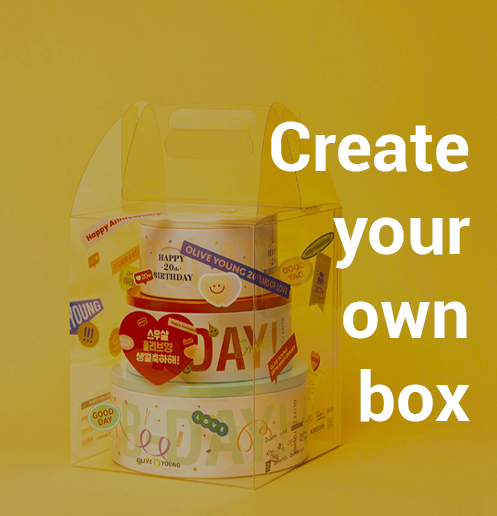 Create
your
own
box
Happy Anniversary
HAPPY
20th
BIRTHDAY
OLIVE YOUNG 20 YEARS OF LOVE
GOOD
DAY
YOUNG
스무살
올리브영
생일축하해!
DAY!
GOOD
DAY
B-DAY!
LOVE
OLIVE YOUNG